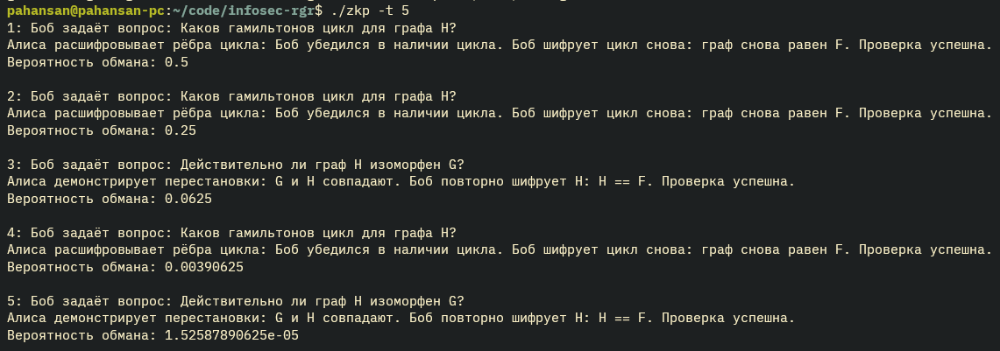 pahansan@pahansan-pc:~/code/infosec-rgr$ ./zkp -t 5
1: Боб задаёт вопрос: Каков гамильтонов цикл для графа H?
Алиса расшифровывает рёбра цикла: Боб убедился в наличии цикла. Боб шифрует цикл снова: граф снова равен F. Проверка успешна.
Вероятность обмана: 0.5
2: Боб задаёт вопрос: Каков гамильтонов цикл для графа H?
Алиса расшифровывает рёбра цикла: Боб убедился в наличии цикла. Боб шифрует цикл снова: граф снова равен F. Проверка успешна.
Вероятность обмана: 0.25
3: Боб задаёт вопрос: Действительно ли граф H изоморфен G?
Алиса демонстрирует перестановки: G и H совпадают. Боб повторно шифрует H: H == F. Проверка успешна.
Вероятность обмана: 0.0625
4: Боб задаёт вопрос: Каков гамильтонов цикл для графа H?
Алиса расшифровывает рёбра цикла: Боб убедился в наличии цикла. Боб шифрует цикл снова: граф снова равен F. Проверка успешна.
Вероятность обмана: 0.00390625
5: Боб задаёт вопрос: Действительно ли граф H изоморфен G?
Алиса демонстрирует перестановки: G и H совпадают. Боб повторно шифрует H: H == F. Проверка успешна.
Вероятность обмана: 1.52587890625e-05